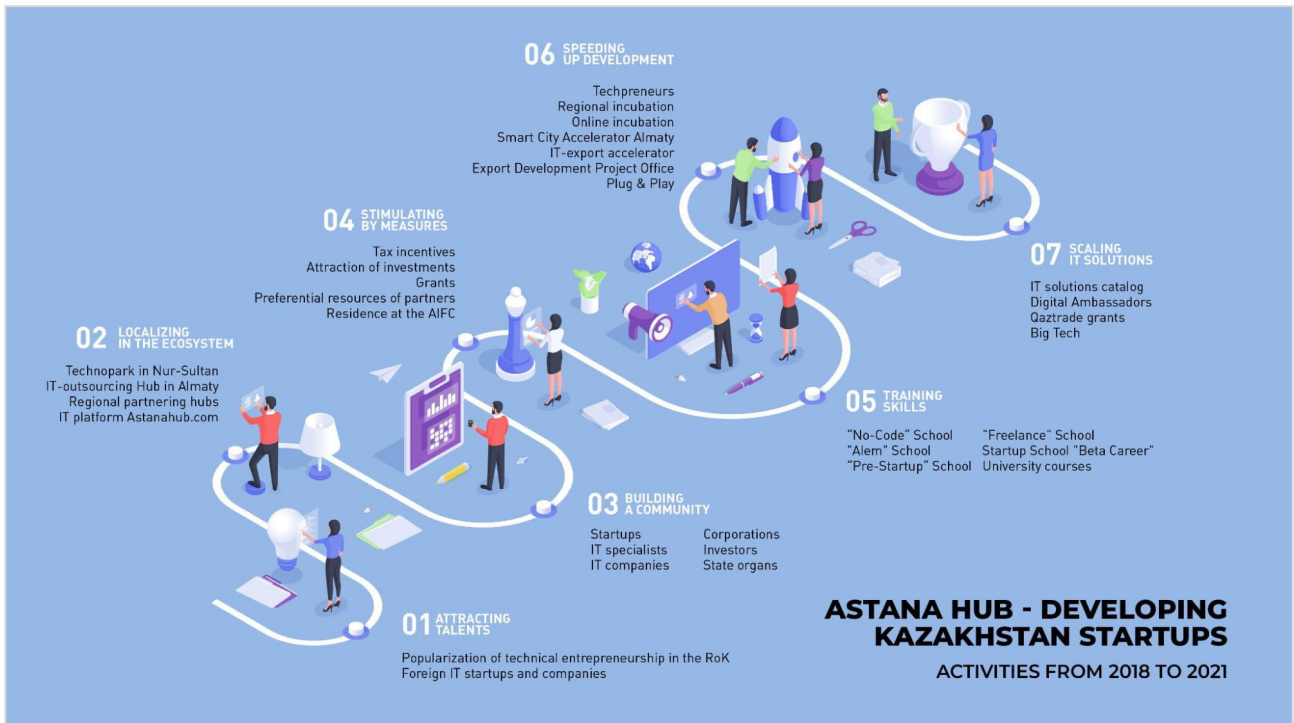 06 SPEEDING
UP DEVELOPMENT
Techpreneurs
Regional incubation
Online incubation
Smart City Accelerator Almaty
IT-export accelerator
Export Development Project Office
Plug & Play
04 STIMULATING
BY MEASURES
Tax incentives
Attraction of investments
Grants
Preferential resources of partners
Residence at the AIFC
07 SCALING
IT SOLUTIONS
IT solutions catalog
Digital Ambassadors
Qaztrade grants
Big Tech
02 LOCALIZING
IN THE ECOSYSTEM
Technopark in Nur-Sultan
IT-outsourcing Hub in Almaty
Regional partnering hubs
IT platform Astanahub.com
05 TRAINING
SKILLS
"No-Code" School
"Alem" School
"Pre-Startup" School
"Freelance" School
Startup School "Beta Career"
University courses
03 BUILDING
A COMMUNITY
Startups
IT specialists
IT companies
Corporations
Investors
State organs
01 ATTRACTING
TALENTS
Popularization of technical entrepreneurship in the RoK
Foreign IT startups and companies
ASTANA HUB - DEVELOPING
KAZAKHSTAN STARTUPS
ACTIVITIES FROM 2018 TO 2021